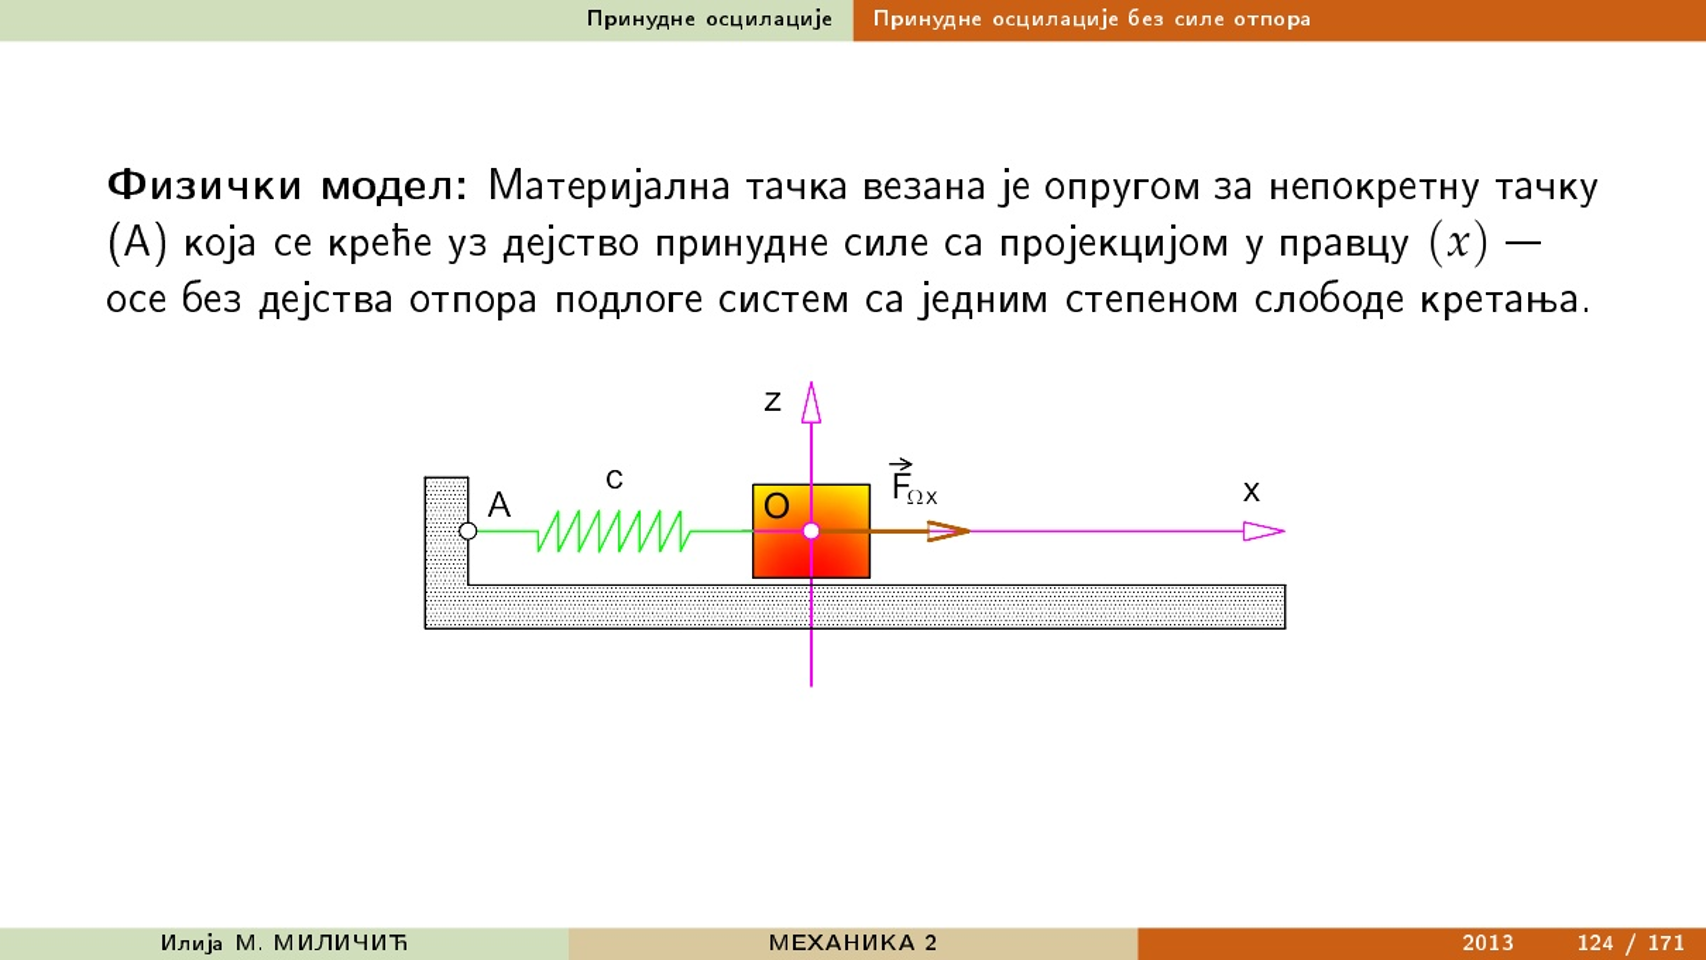 Принудне осцилације
Принудне осцилације без силе отпора
Физички модел: Материјална тачка везана је опругом за непокретну тачку
(А) која се креће уз дејство принудне силе са пројекцијом у правцу (x) —
осе без дејства отпора подлоге систем са једним степеном слободе кретања.
z
c
A
O
F⃗Ωx
x
Илија М. МИЛИЧИЋ
МЕХАНИКА 2
2013
124 / 171